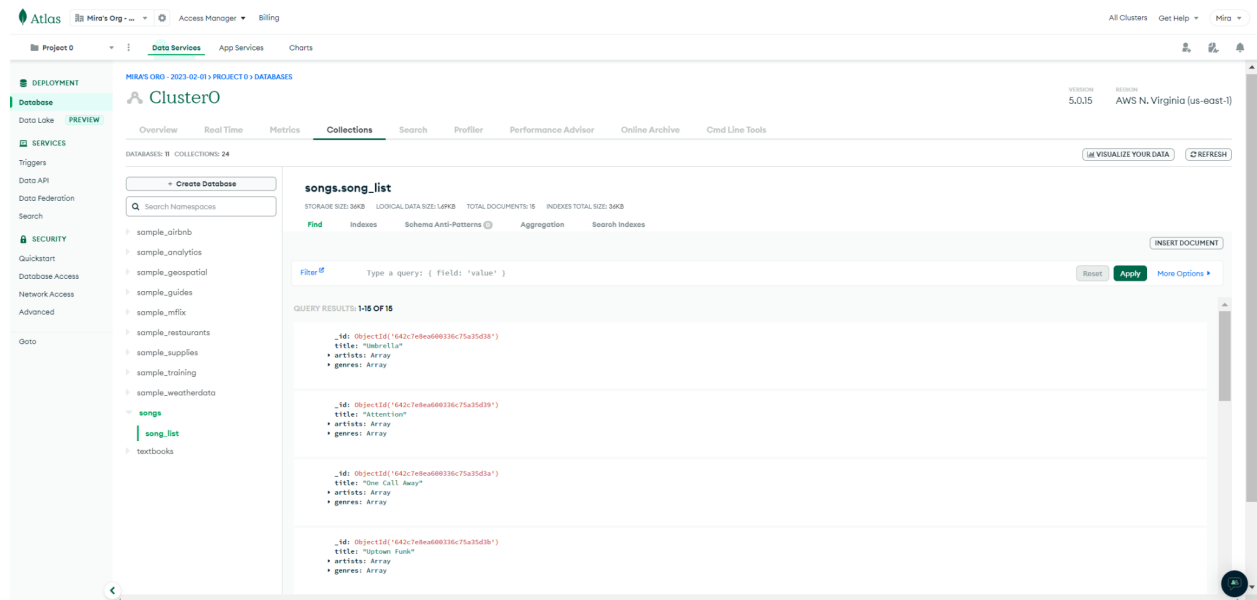 Atlas Mira's Org - ... Access Manager Billing All Clusters Get Help Mira
Project 0 Data Services App Services Charts
DEPLOYMENT
Database
Data Lake PREVIEW
SERVICES
Triggers
Data API
Data Federation
Search
SECURITY
Quickstart
Database Access
Network Access
Advanced
Goto
MIRA'S ORG - 2023-02-01 > PROJECT 0 > DATABASES
Cluster0
VERSION
5.0.15
REGION
AWS N. Virginia (us-east-1)
Overview Real Time Metrics Collections Search Profiler Performance Advisor Online Archive Cmd Line Tools
DATABASES: 11 COLLECTIONS: 24
VISUALIZE YOUR DATA REFRESH
+ Create Database
Search Namespaces
sample_airbnb
sample_analytics
sample_geospatial
sample_guides
sample_mflix
sample_restaurants
sample_supplies
sample_training
sample_weatherdata
songs
song_list
textbooks
songs.song_list
STORAGE SIZE: 36KB LOGICAL DATA SIZE: 1.69KB TOTAL DOCUMENTS: 15 INDEXES TOTAL SIZE: 36KB
Find Indexes Schema Anti-Patterns 0 Aggregation Search Indexes
INSERT DOCUMENT
Filter Type a query: { field: 'value' } Reset Apply More Options
QUERY RESULTS: 1-15 OF 15
_id: ObjectId('642c7e8ea600336c75a35d38')
title: "Umbrella"
artists: Array
genres: Array
_id: ObjectId('642c7e8ea600336c75a35d39')
title: "Attention"
artists: Array
genres: Array
_id: ObjectId('642c7e8ea600336c75a35d3a')
title: "One Call Away"
artists: Array
genres: Array
_id: ObjectId('642c7e8ea600336c75a35d3b')
title: "Uptown Funk"
artists: Array
genres: Array